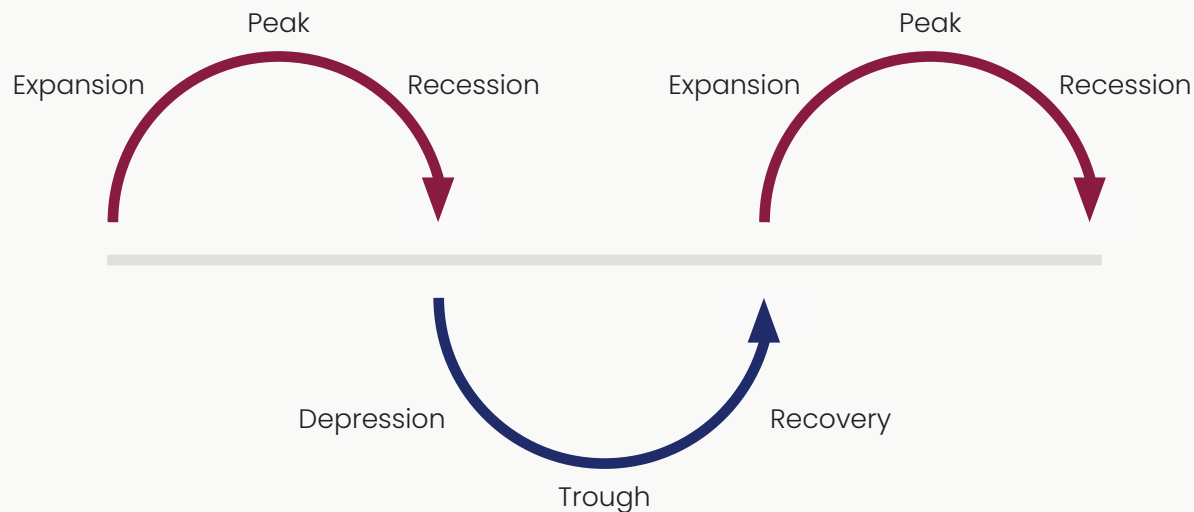 Peak
Peak
Expansion
Recession
Expansion
Recession
Depression
Recovery
Trough